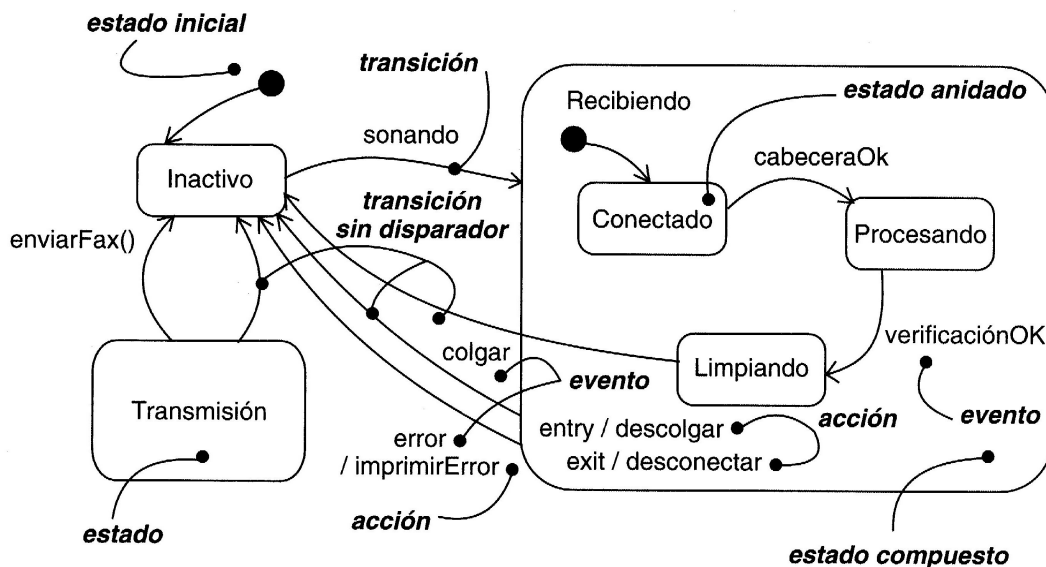 estado inicial
transición
Recibiendo
estado anidado
sonando
cabeceraOk
Inactivo
transición
sin disparador
Conectado
Procesando
enviarFax()
verificaciónOK
colgar
Limpiando
Transmisión
evento
entry / descolgar
acción
evento
error
/ imprimirError
exit / desconectar
acción
estado
estado compuesto